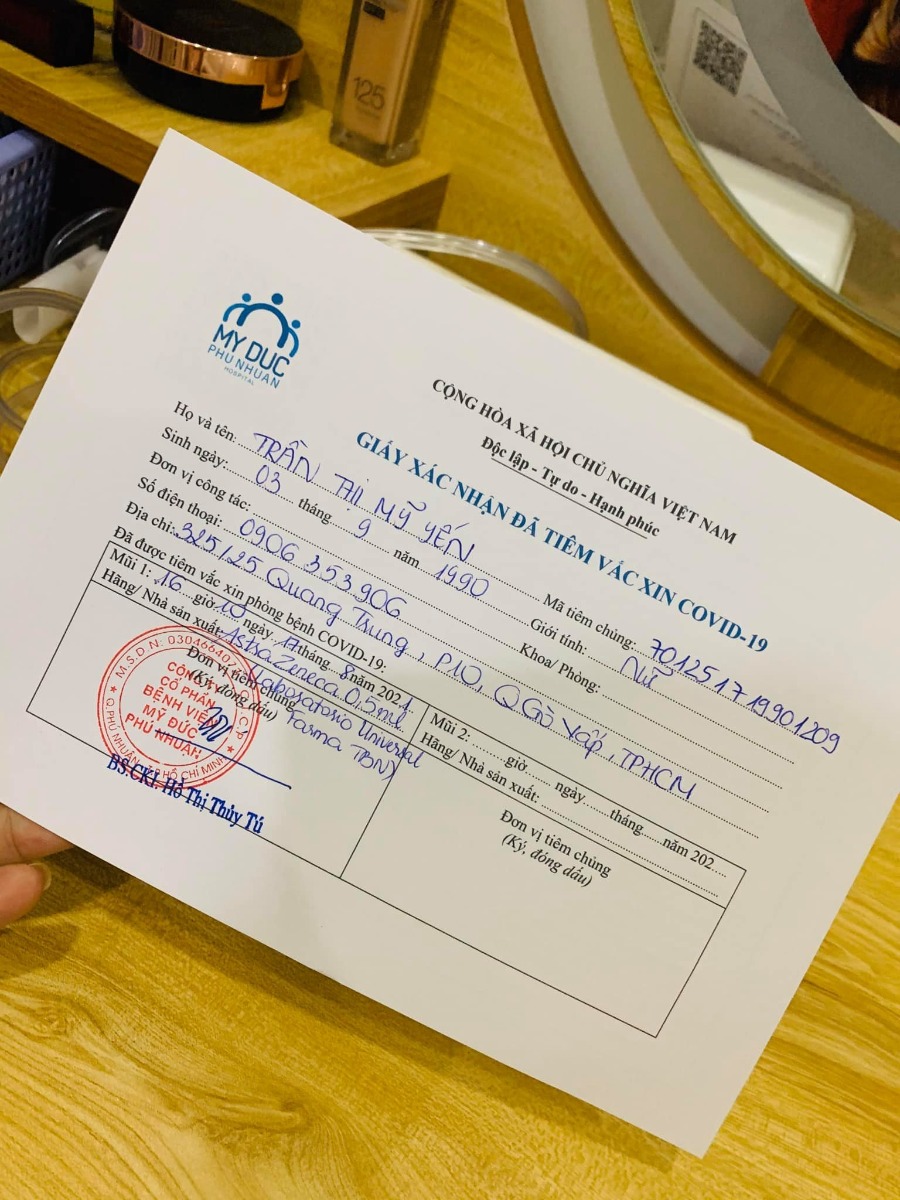 125
MY DUC
PHU NHUAN
HOSPITAL
CỘNG HÒA XÃ HỘI CHỦ NGHĨA VIỆT NAM
Độc lập - Tự do - Hạnh phúc
GIẤY XÁC NHẬN ĐÃ TIÊM VẮC XIN COVID-19
Họ và tên: TRẦN THỊ MỸ YẾN Mã tiêm chủng: 701251719901209
Sinh ngày: 03 tháng 9 năm 1990 Giới tính: Nữ
Đơn vị công tác: Khoa/ Phòng:
Số điện thoại: 0906 353 906
Địa chỉ: 325/25 Quang Trung, P10, Q Gò Vấp, TPHCM
Đã được tiêm vắc xin phòng bệnh COVID-19:
Mũi 1: 16 giờ 10 ngày 17 tháng 8 năm 2021
Hãng/ Nhà sản xuất: AstraZeneca 0,5ml
(Laboratorio Universal
Farma TBN)
Đơn vị tiêm chủng
(Ký, đóng dấu)
CÔNG TY
CỔ PHẦN
BỆNH VIỆN
MỸ ĐỨC
PHÚ NHUẬN
BS.CKI. Hồ Thị Thúy Tú
Mũi 2: giờ ngày tháng năm 202
Hãng/ Nhà sản xuất:
Đơn vị tiêm chủng
(Ký, đóng dấu)